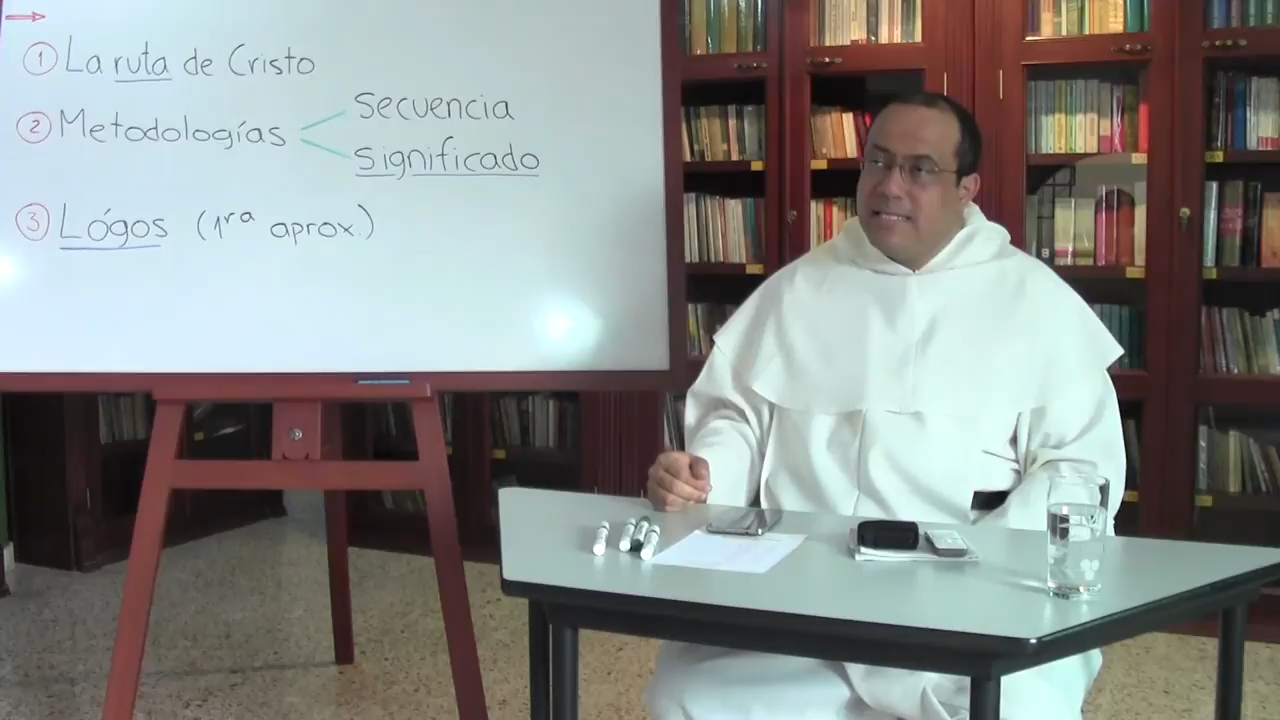 ① La ruta de Cristo
② Metodologías
Secuencia
Significado
③ Lógos (1ʳᵃ aprox.)